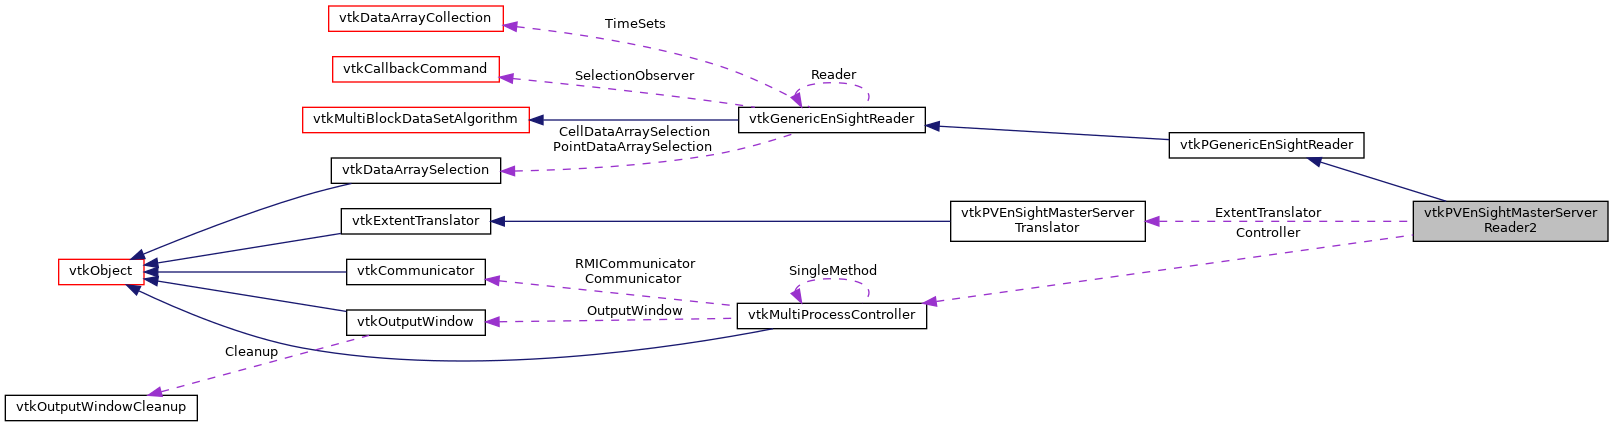 vtkDataArrayCollection
TimeSets
vtkCallbackCommand
SelectionObserver
Reader
vtkMultiBlockDataSetAlgorithm
vtkGenericEnSightReader
CellDataArraySelection
PointDataArraySelection
vtkPGenericEnSightReader
vtkDataArraySelection
vtkExtentTranslator
vtkPVEnSightMasterServer
Translator
ExtentTranslator
Controller
vtkPVEnSightMasterServer
Reader2
vtkObject
vtkCommunicator
RMICommunicator
Communicator
SingleMethod
vtkOutputWindow
OutputWindow
vtkMultiProcessController
Cleanup
vtkOutputWindowCleanup